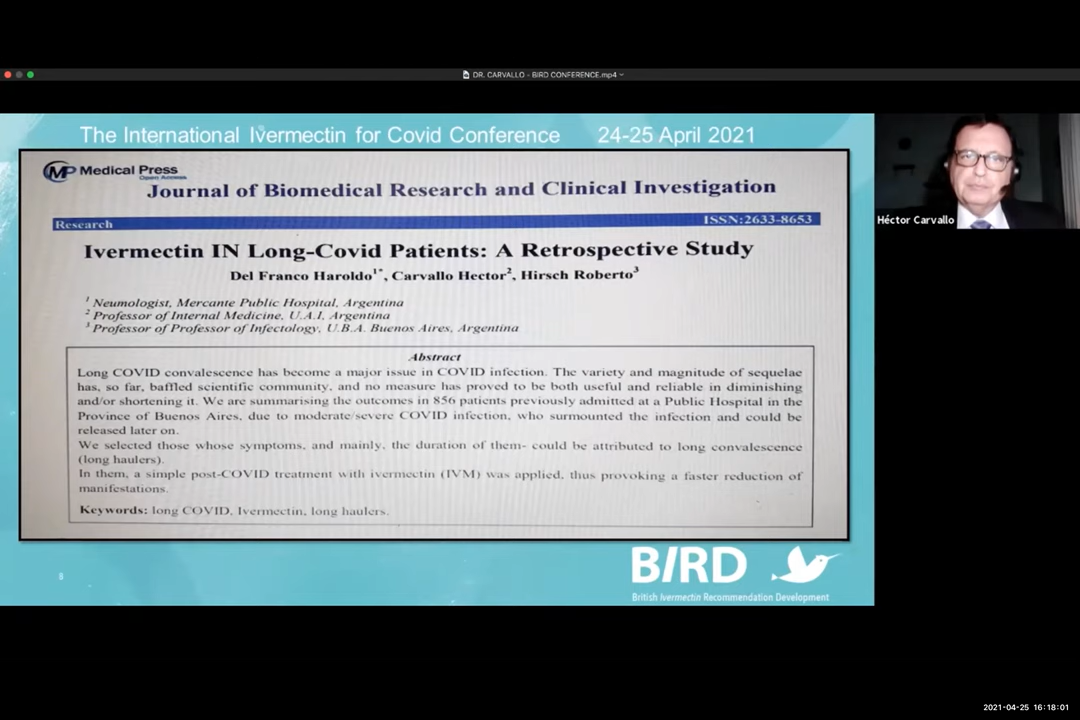 DR. CARVALLO - BIRD CONFERENCE.mp4
The International Ivermectin for Covid Conference 24-25 April 2021
MP Medical Press
Open Access
Journal of Biomedical Research and Clinical Investigation
Research ISSN:2633-8653
Ivermectin IN Long-Covid Patients: A Retrospective Study
Del Franco Haroldo1*, Carvallo Hector2, Hirsch Roberto3
1 Neumologist, Mercante Public Hospital, Argentina
2 Professor of Internal Medicine, U.A.I, Argentina
3 Professor of Professor of Infectology, U.B.A. Buenos Aires, Argentina
Abstract
Long COVID convalescence has become a major issue in COVID infection. The variety and magnitude of sequelae
has, so far, baffled scientific community, and no measure has proved to be both useful and reliable in diminishing
and/or shortening it. We are summarising the outcomes in 856 patients previously admitted at a Public Hospital in the
Province of Buenos Aires, due to moderate/severe COVID infection, who surmounted the infection and could be
released later on.
We selected those whose symptoms, and mainly, the duration of them- could be attributed to long convalescence
(long haulers).
In them, a simple post-COVID treatment with ivermectin (IVM) was applied, thus provoking a faster reduction of
manifestations.
Keywords: long COVID, Ivermectin, long haulers.
Héctor Carvallo
8
BIRD
British Ivermectin Recommendation Development
2021-04-25 16:18:01